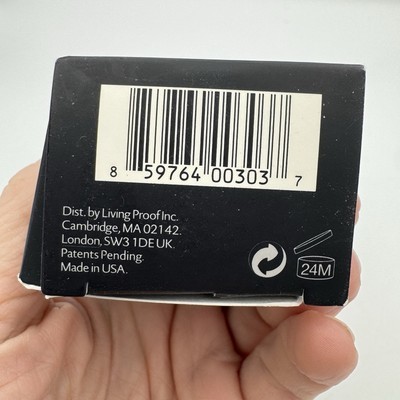 8 59764 00303 7
Dist. by Living Proof Inc.
Cambridge, MA 02142.
London, SW3 1DE UK.
Patents Pending.
Made in USA.
24M